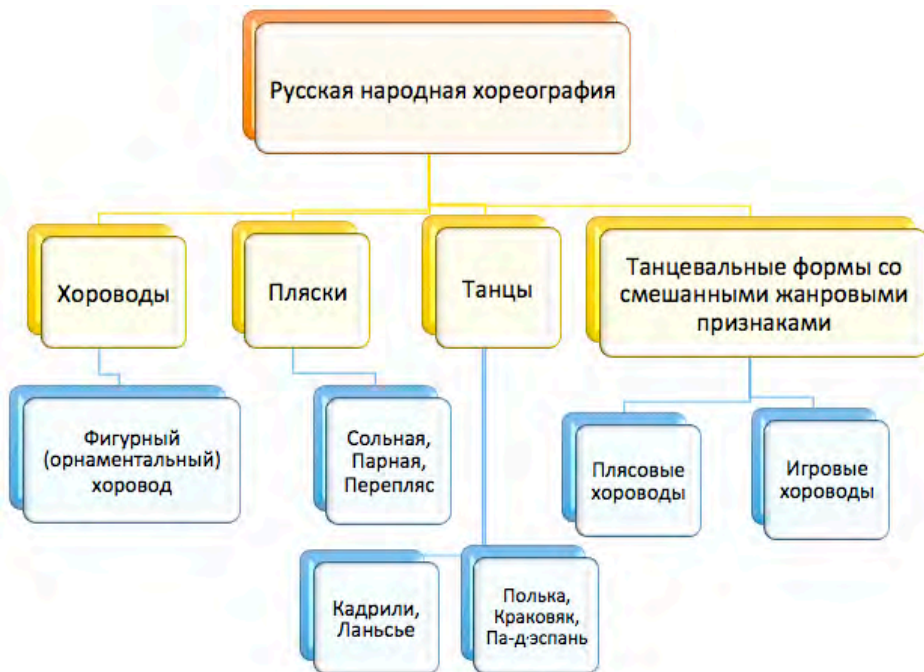 Русская народная хореография
Хороводы
Пляски
Танцы
Танцевальные формы со
смешанными жанровыми
признаками
Фигурный
(орнаментальный)
хоровод
Сольная,
Парная,
Перепляс
Плясовые
хороводы
Игровые
хороводы
Кадрили,
Ланьсье
Полька,
Краковяк,
Па-д·эспань